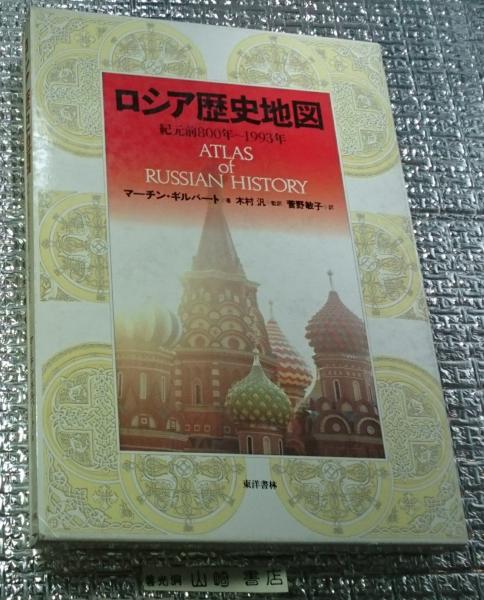 ロシア歴史地図
紀元前800年~1993年
ATLAS
of
RUSSIAN HISTORY
マーチン・ギルバート 著 木村 汎 監訳 菅野敏子 訳
東洋書林
山崎 書店